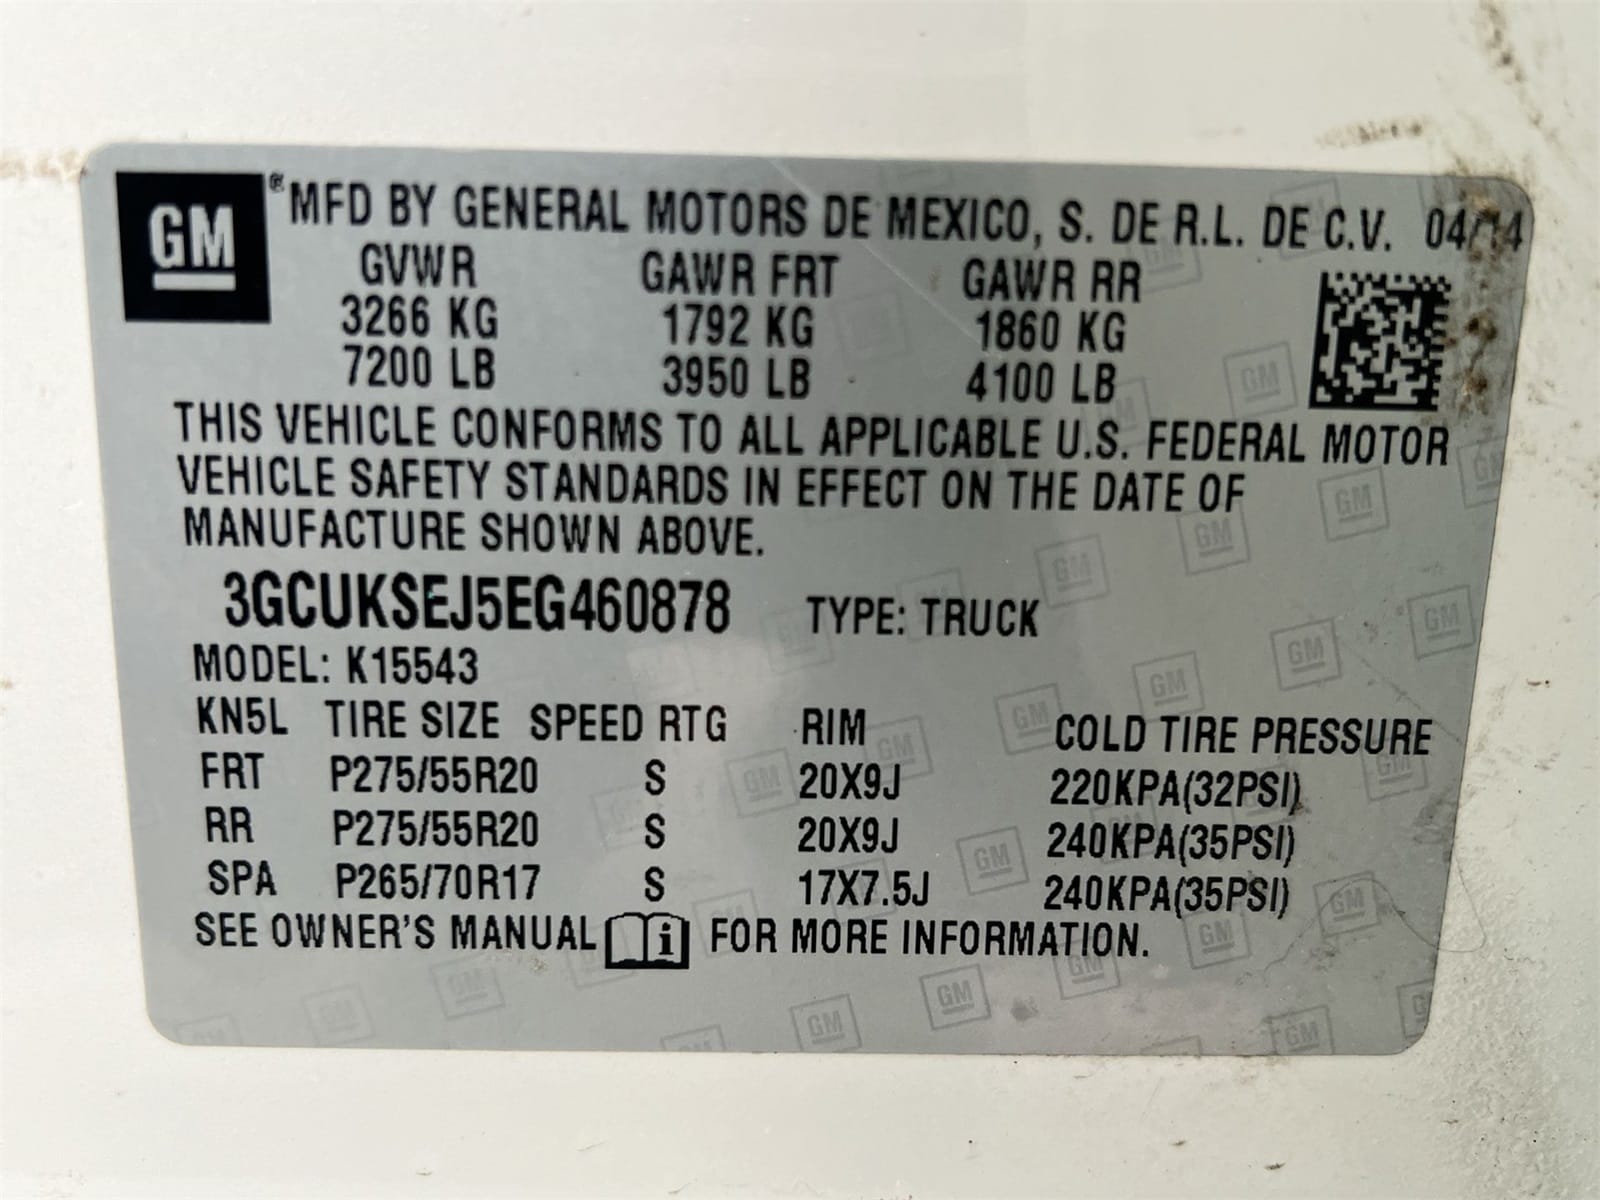 GM ® MFD BY GENERAL MOTORS DE MEXICO, S. DE R.L. DE C.V. 04/14
GVWR GAWR FRT GAWR RR
3266 KG 1792 KG 1860 KG
7200 LB 3950 LB 4100 LB
THIS VEHICLE CONFORMS TO ALL APPLICABLE U.S. FEDERAL MOTOR
VEHICLE SAFETY STANDARDS IN EFFECT ON THE DATE OF
MANUFACTURE SHOWN ABOVE.
3GCUKSEJ5EG460878 TYPE: TRUCK
MODEL: K15543
KN5L TIRE SIZE SPEED RTG RIM COLD TIRE PRESSURE
FRT P275/55R20 S 20X9J 220KPA(32PSI)
RR P275/55R20 S 20X9J 240KPA(35PSI)
SPA P265/70R17 S 17X7.5J 240KPA(35PSI)
SEE OWNER'S MANUAL i FOR MORE INFORMATION.